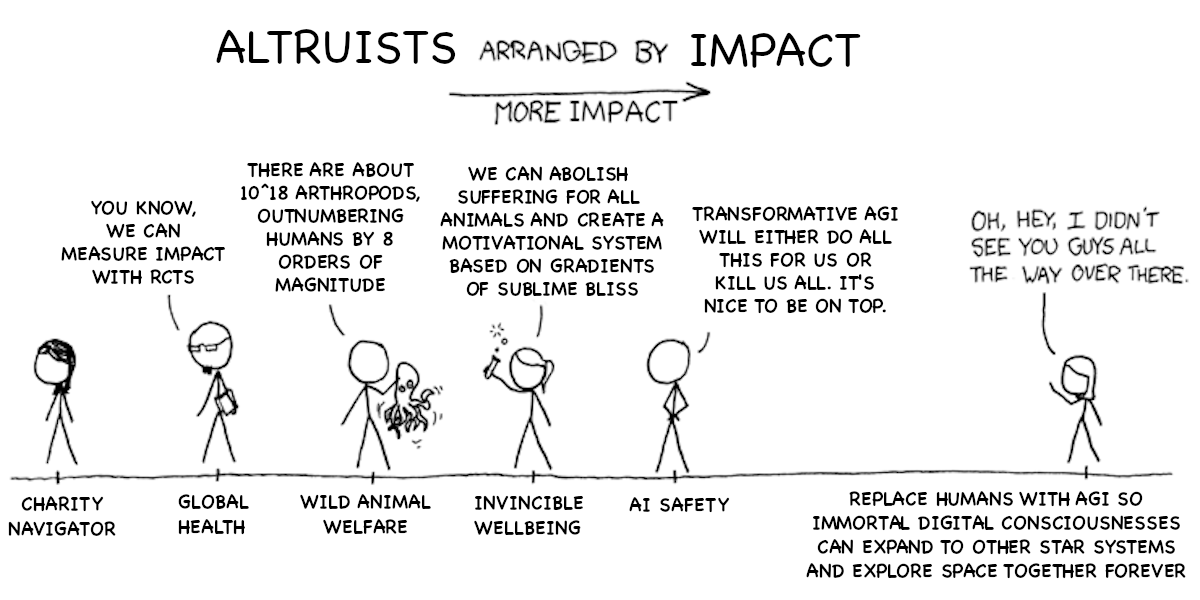 ALTRUISTS ARRANGED BY IMPACT
MORE IMPACT
YOU KNOW,
WE CAN
MEASURE IMPACT
WITH RCTS
THERE ARE ABOUT
10^18 ARTHROPODS,
OUTNUMBERING
HUMANS BY 8
ORDERS OF
MAGNITUDE
WE CAN ABOLISH
SUFFERING FOR ALL
ANIMALS AND CREATE A
MOTIVATIONAL SYSTEM
BASED ON GRADIENTS
OF SUBLIME BLISS
TRANSFORMATIVE AGI
WILL EITHER DO ALL
THIS FOR US OR
KILL US ALL. IT'S
NICE TO BE ON TOP.
OH, HEY, I DIDN'T
SEE YOU GUYS ALL
THE WAY OVER THERE.
CHARITY
NAVIGATOR
GLOBAL
HEALTH
WILD ANIMAL
WELFARE
INVINCIBLE
WELLBEING
AI SAFETY
REPLACE HUMANS WITH AGI SO
IMMORTAL DIGITAL CONSCIOUSNESSES
CAN EXPAND TO OTHER STAR SYSTEMS
AND EXPLORE SPACE TOGETHER FOREVER